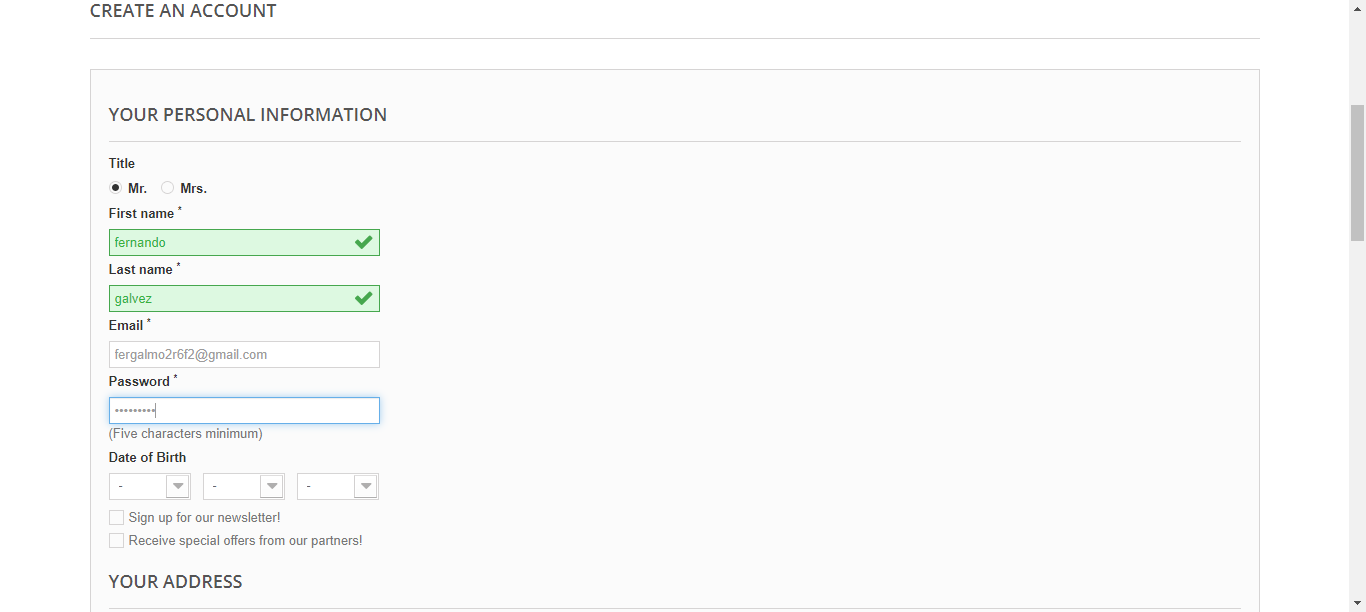 CREATE AN ACCOUNT
YOUR PERSONAL INFORMATION
Title
Mr. Mrs.
First name *
fernando
Last name *
galvez
Email *
fergalmo2r6f2@gmail.com
Password *
•••••••••
(Five characters minimum)
Date of Birth
- - -
Sign up for our newsletter!
Receive special offers from our partners!
YOUR ADDRESS